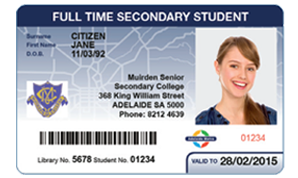 FULL TIME SECONDARY STUDENT
Surname CITIZEN
First Name JANE
D.O.B. 11/03/92
Muirden Senior
Secondary College
368 King William Street
ADELAIDE SA 5000
Phone: 8212 4639
01234
Library No. 5678 Student No. 01234
VALID TO 28/02/2015